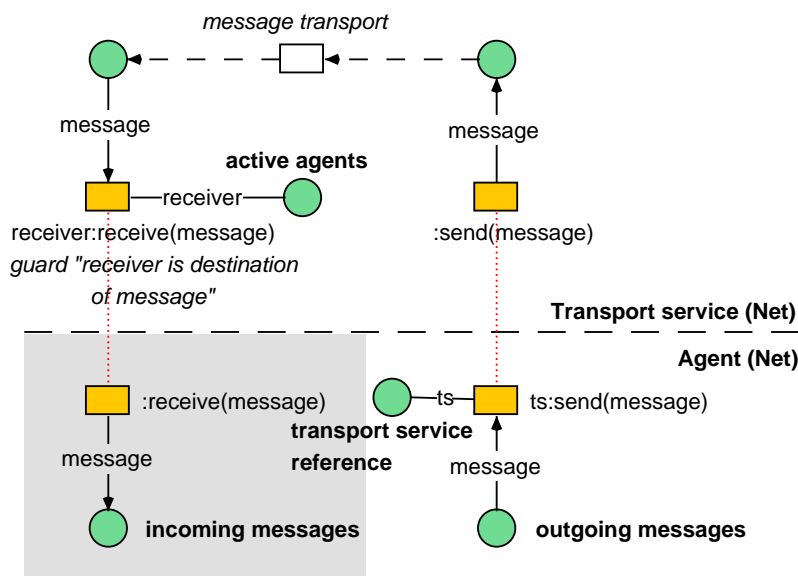 message transport
message
message
active agents
receiver
receiver:receive(message)
:send(message)
guard "receiver is destination
of message"
Transport service (Net)
Agent (Net)
:receive(message)
ts
ts:send(message)
transport service
reference
message
message
incoming messages
outgoing messages